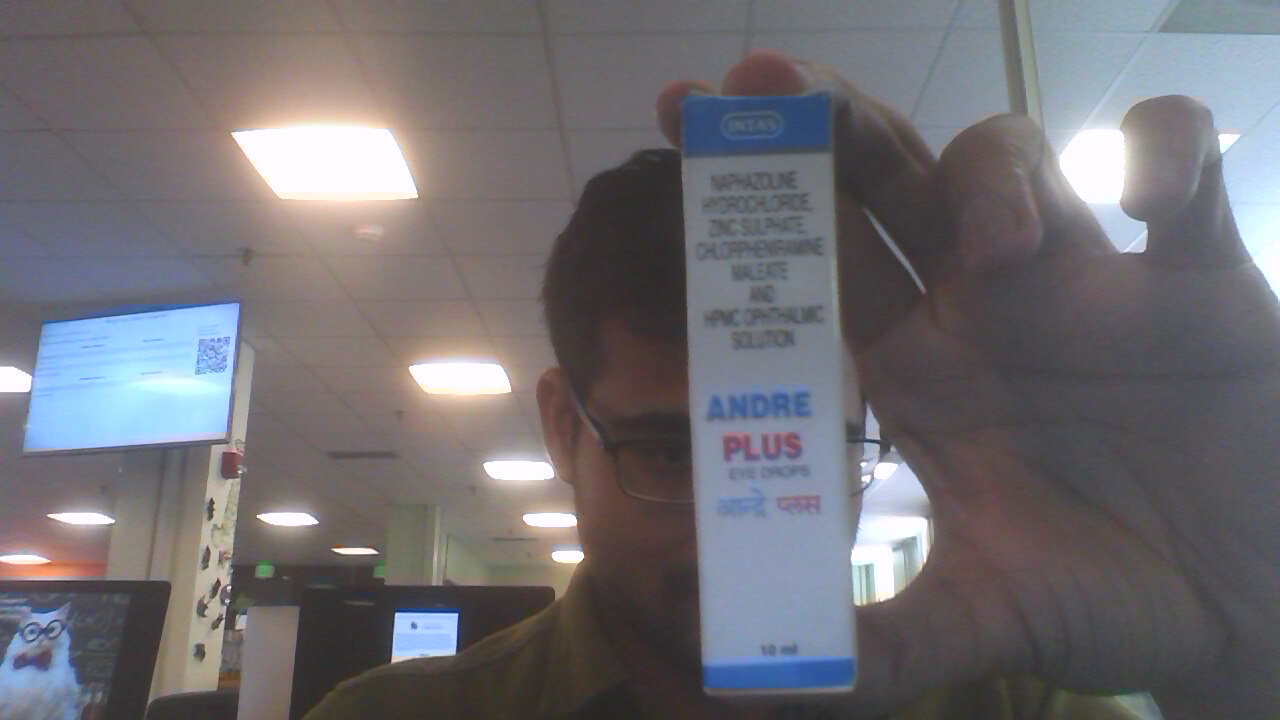 INTAS
NAPHAZOLINE
HYDROCHLORIDE,
ZINC SULPHATE,
CHLORPHENIRAMINE
MALEATE
AND
HPMC OPHTHALMIC
SOLUTION
ANDRE
PLUS
EYE DROPS
आन्द्रे प्लस
10 ml